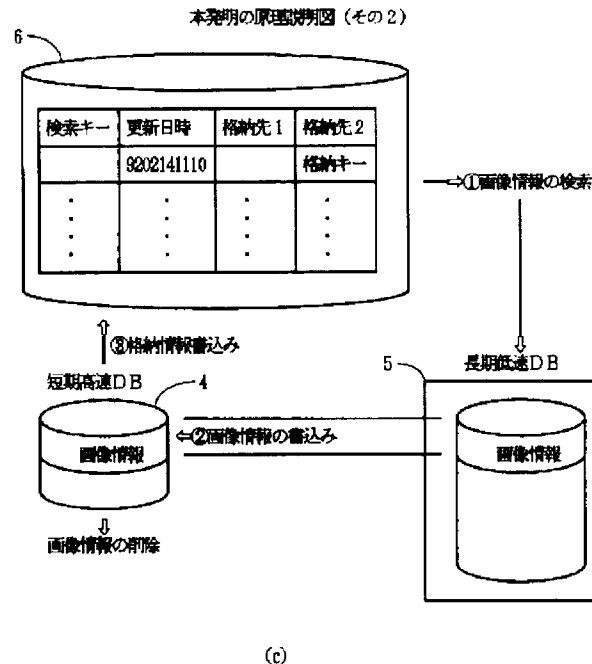 本発明の原理説明図(その2)
6
検索キー 更新日時 格納先1 格納先2
9202141110 格納キー
⇨①画像情報の検索
③格納情報書込み
短期高速DB
4
5
長期低速DB
⇦②画像情報の書込み
画像情報
画像情報
画像情報の削除
(c)